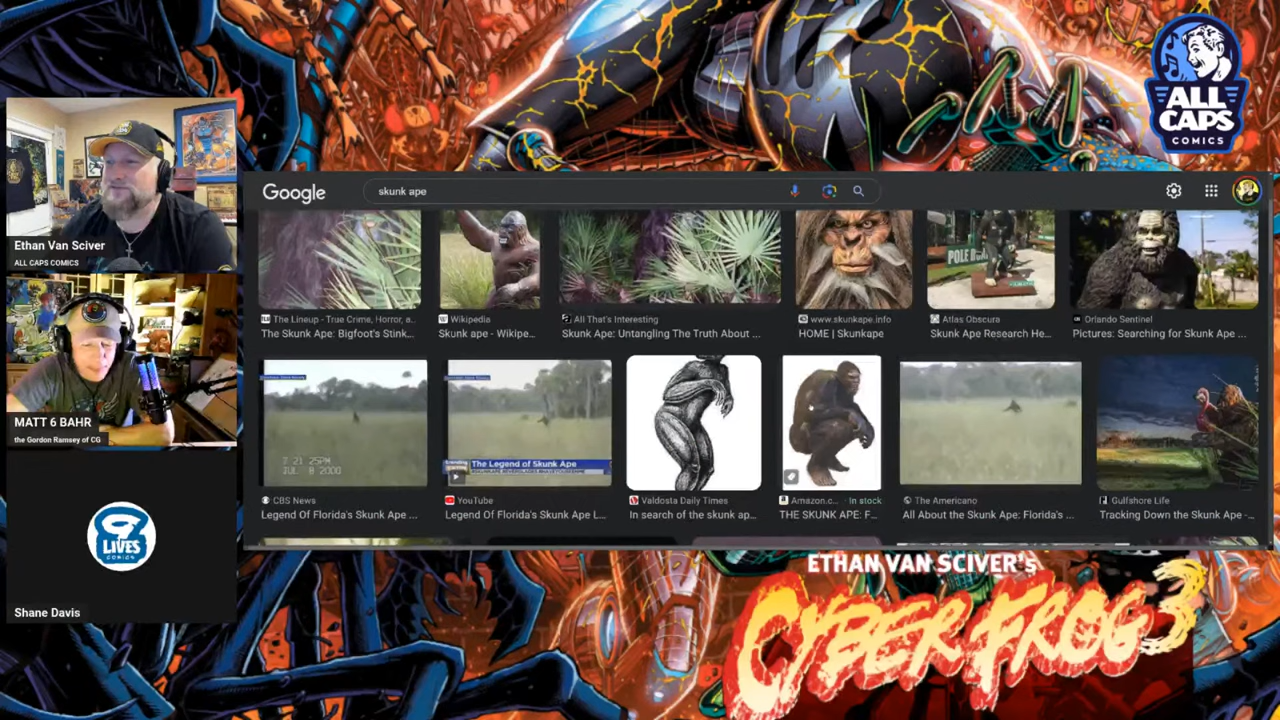 ALL
CAPS
COMICS
Ethan Van Sciver
ALL CAPS COMICS
MATT 6 BAHR
the Gordon Ramsey of CG
9
LIVES
COMICS
Shane Davis
Google
skunk ape
The Lineup - True Crime, Horror, a...
The Skunk Ape: Bigfoot's Stink...
W Wikipedia
Skunk ape - Wikipe...
All That's Interesting
Skunk Ape: Untangling The Truth About ...
www.skunkape.info
HOME | Skunkape
Atlas Obscura
Skunk Ape Research He...
Orlando Sentinel
Pictures: Searching for Skunk Ape ...
7 21 25PM
JUL 8 2000
The Legend of Skunk Ape
CBS News
Legend Of Florida's Skunk Ape ...
YouTube
Legend Of Florida's Skunk Ape L...
Valdosta Daily Times
In search of the skunk ap...
Amazon.c... · In stock
THE SKUNK APE: F...
The Americano
All About the Skunk Ape: Florida's ...
Gulfshore Life
Tracking Down the Skunk Ape -...
ETHAN VAN SCIVER'S
CYBERFROG 3